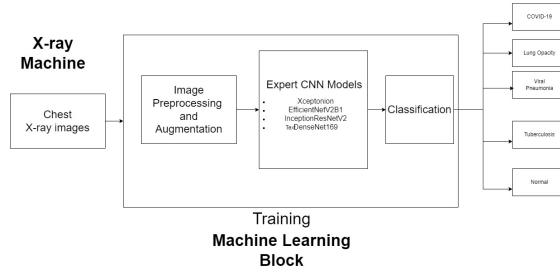 X-ray
Machine
Chest
X-ray images
Image
Preprocessing
and
Augmentation
Expert CNN Models
• Xceptonion
• EfficientNetV2B1
• InceptionResNetV2
• TextDenseNet169
Classification
COVID-19
Lung Opacity
Viral
Pneumonia
Tuberculosis
Normal
Training
Machine Learning
Block